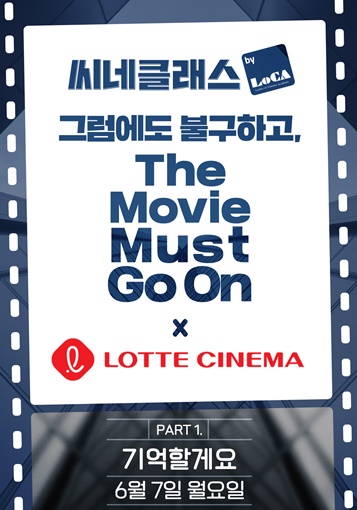 씨네클래스 by LOCA
그럼에도 불구하고,
The
Movie
Must
Go On
x
LOTTE CINEMA
PART 1.
기억할게요
6월 7일 월요일